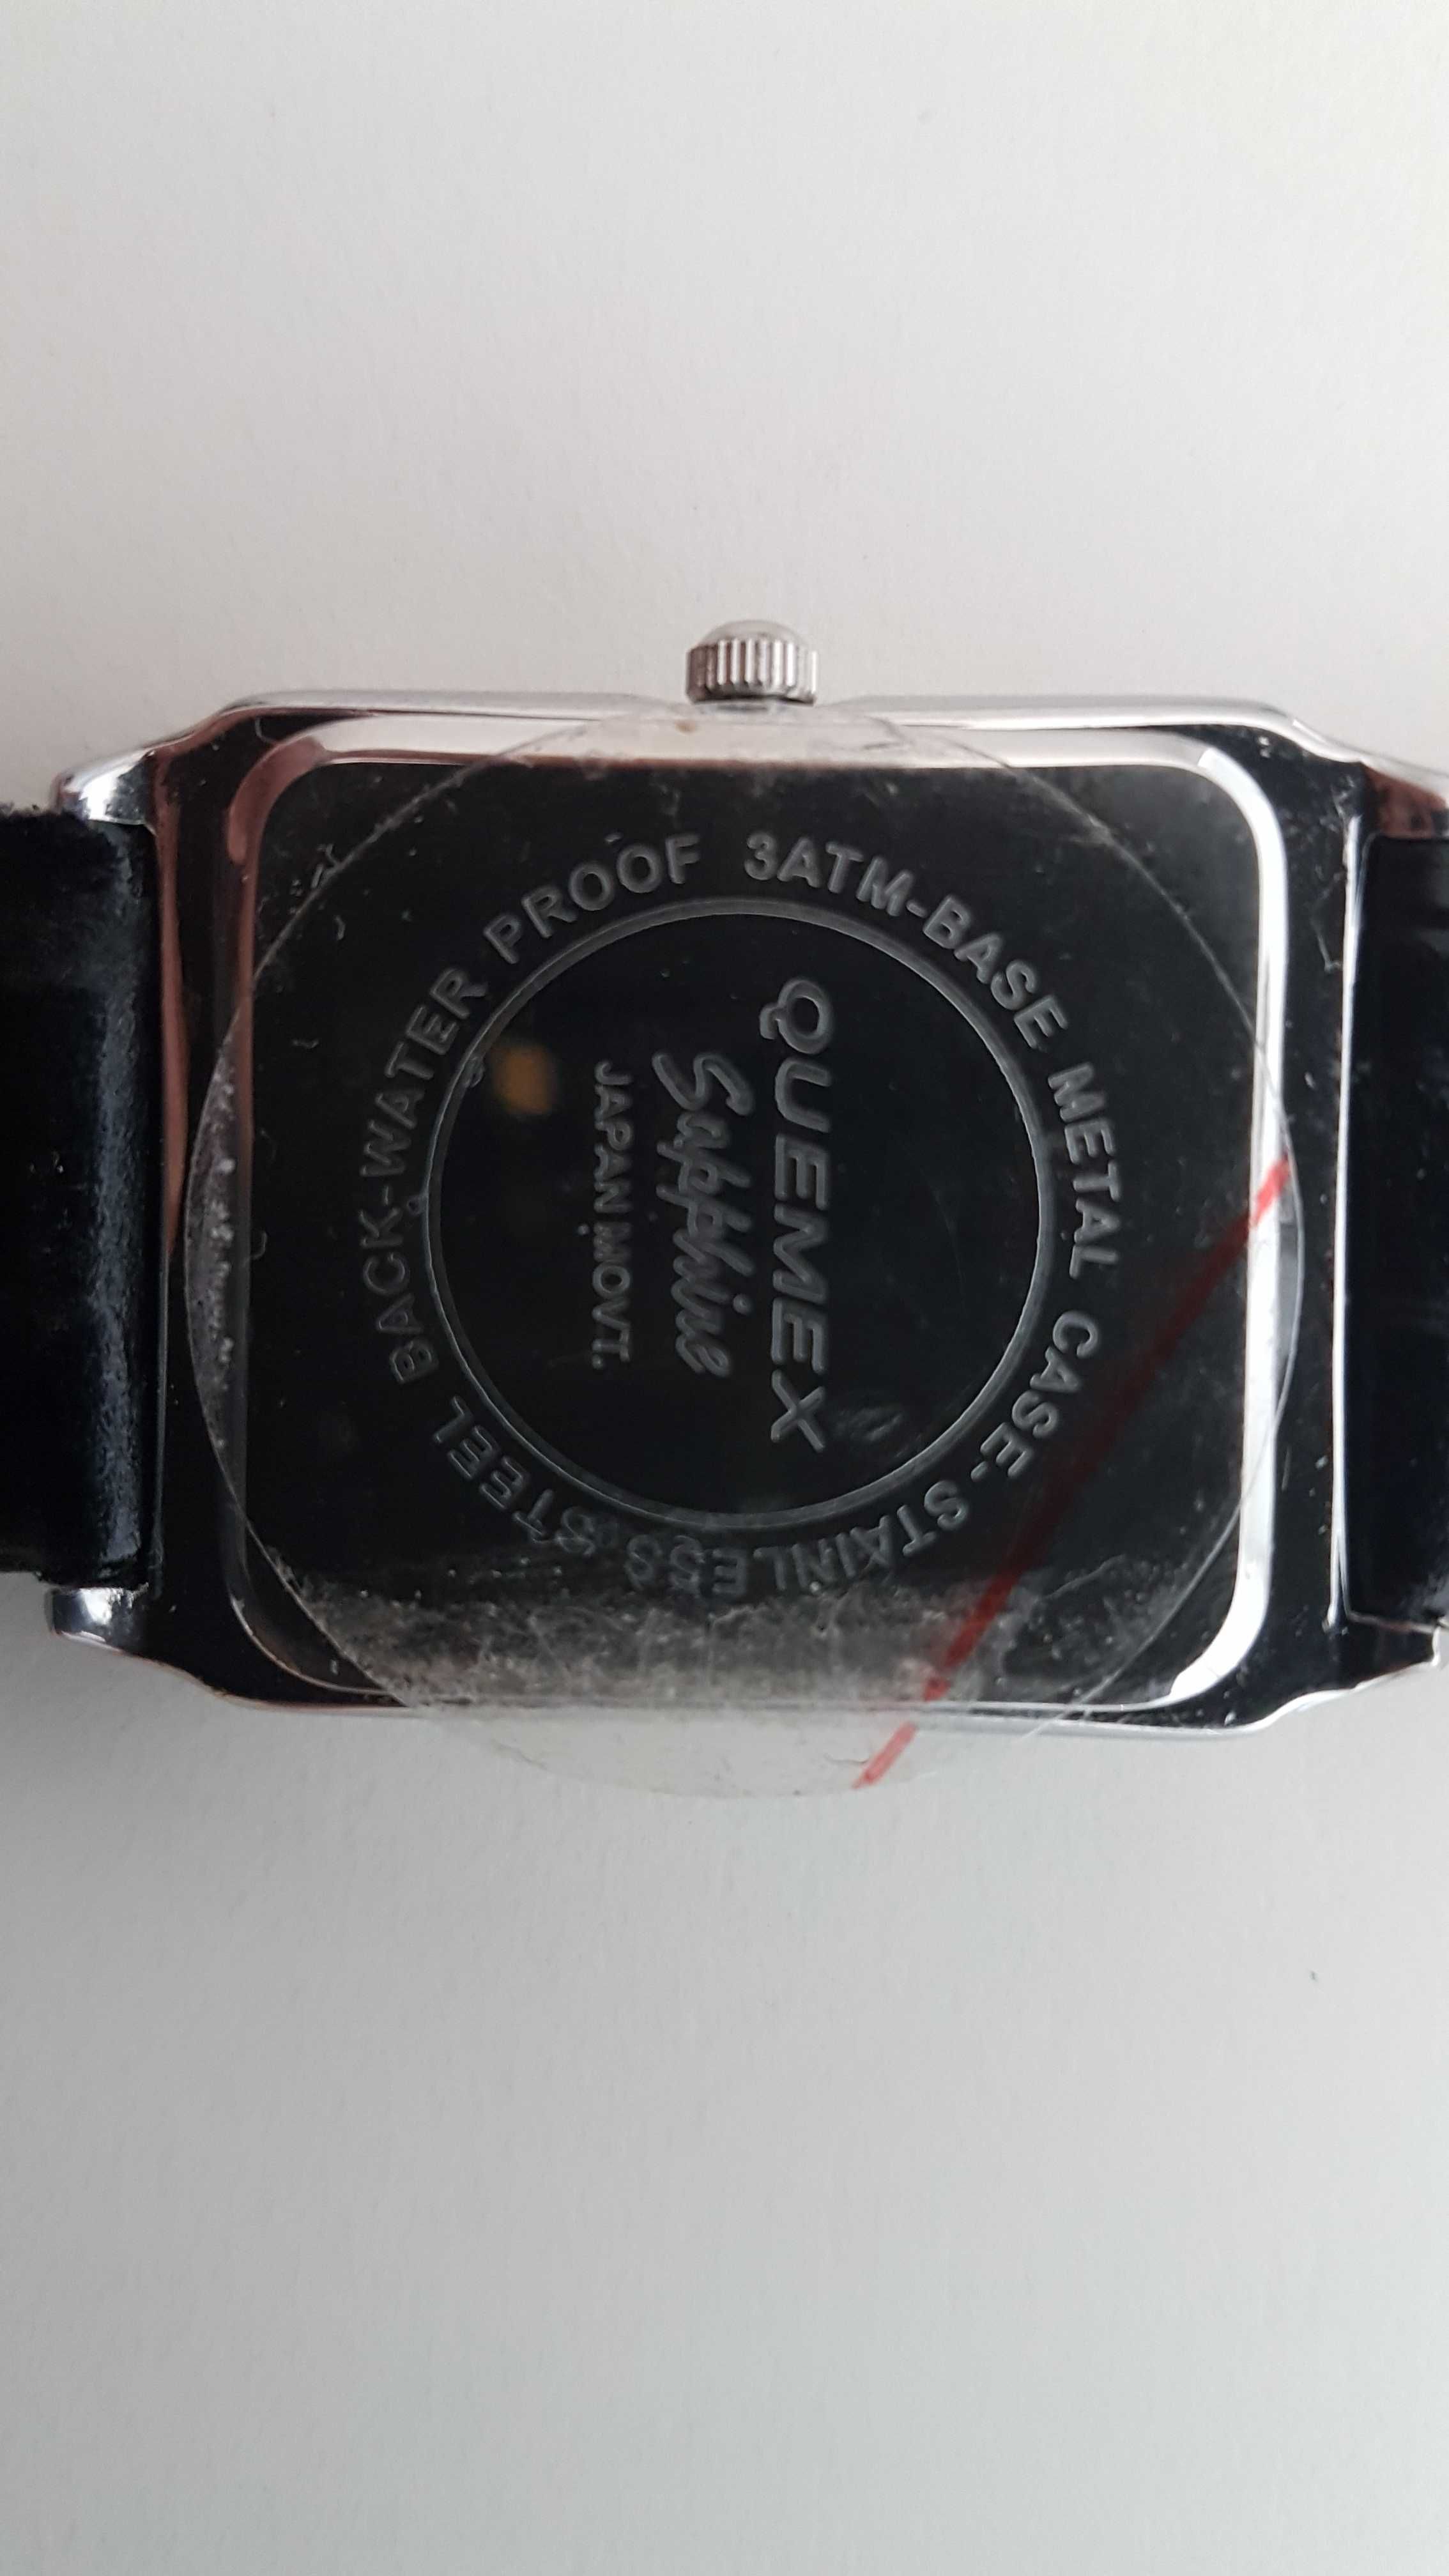 QUEMEX
Sapphire
JAPAN MOVT.
WATER PROOF 3ATM-BASE METAL CASE-STAINLESS STEEL BACK-